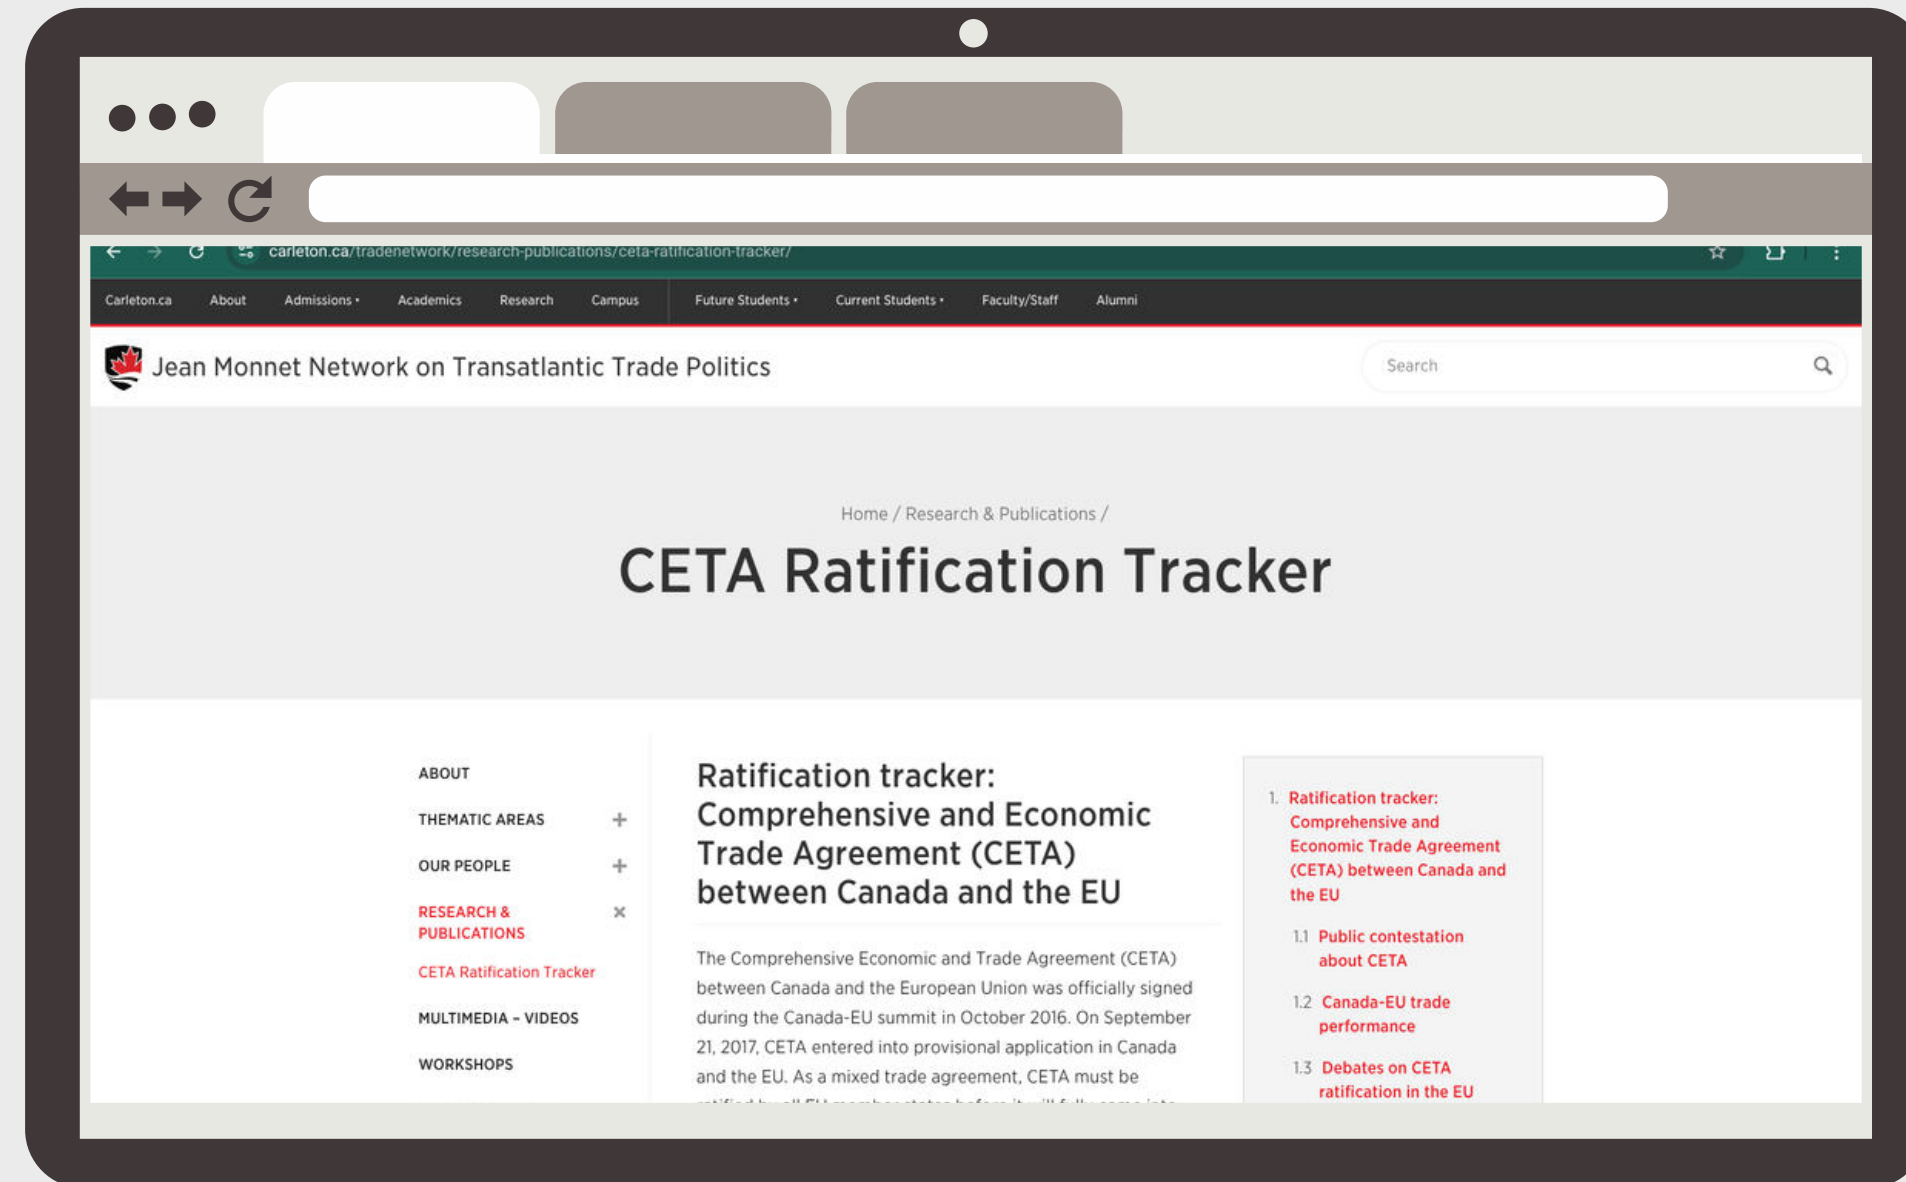 carleton.ca/tradenetwork/research-publications/ceta-ratification-tracker/
Carleton.ca About Admissions Academics Research Campus Future Students Current Students Faculty/Staff Alumni
Jean Monnet Network on Transatlantic Trade Politics
Search
Home / Research & Publications /
CETA Ratification Tracker
ABOUT
THEMATIC AREAS +
OUR PEOPLE +
RESEARCH &
PUBLICATIONS
CETA Ratification Tracker
MULTIMEDIA – VIDEOS
WORKSHOPS
Ratification tracker:
Comprehensive and Economic
Trade Agreement (CETA)
between Canada and the EU
The Comprehensive Economic and Trade Agreement (CETA)
between Canada and the European Union was officially signed
during the Canada-EU summit in October 2016. On September
21, 2017, CETA entered into provisional application in Canada
and the EU. As a mixed trade agreement, CETA must be
1. Ratification tracker:
Comprehensive and
Economic Trade Agreement
(CETA) between Canada and
the EU
1.1 Public contestation
about CETA
1.2 Canada-EU trade
performance
1.3 Debates on CETA
ratification in the EU